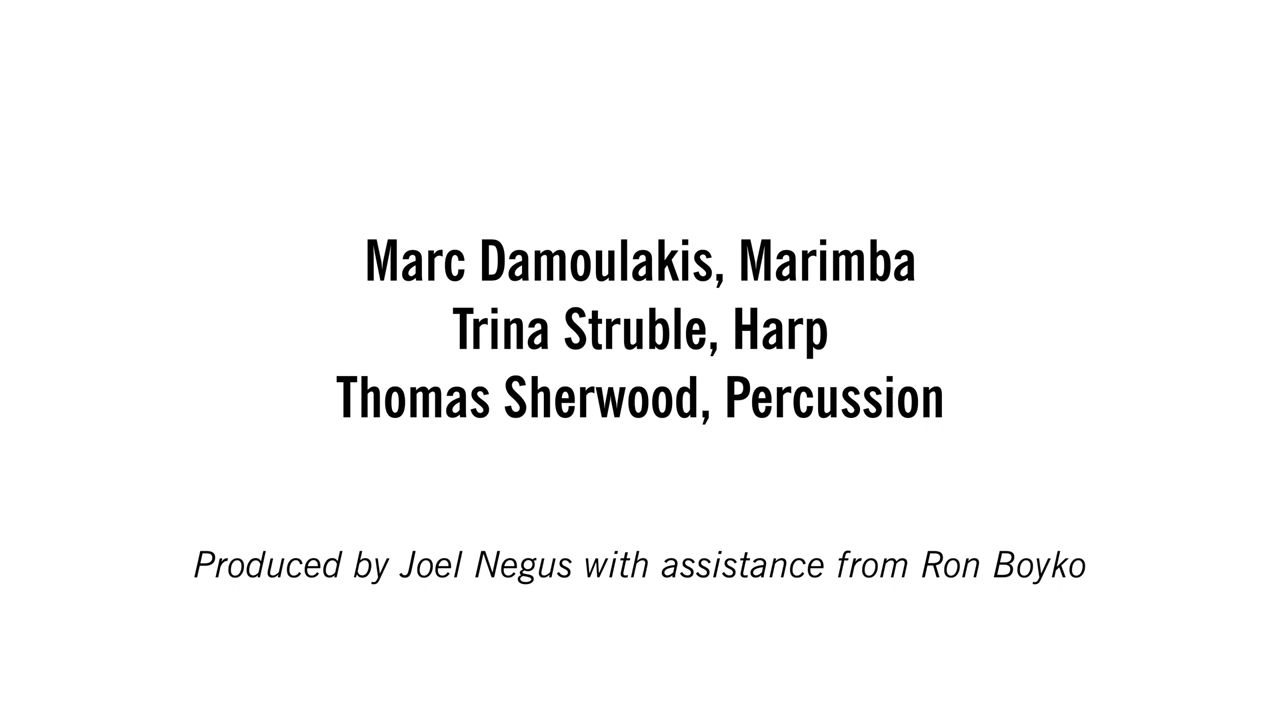 Marc Damoulakis, Marimba
Trina Struble, Harp
Thomas Sherwood, Percussion
Produced by Joel Negus with assistance from Ron Boyko